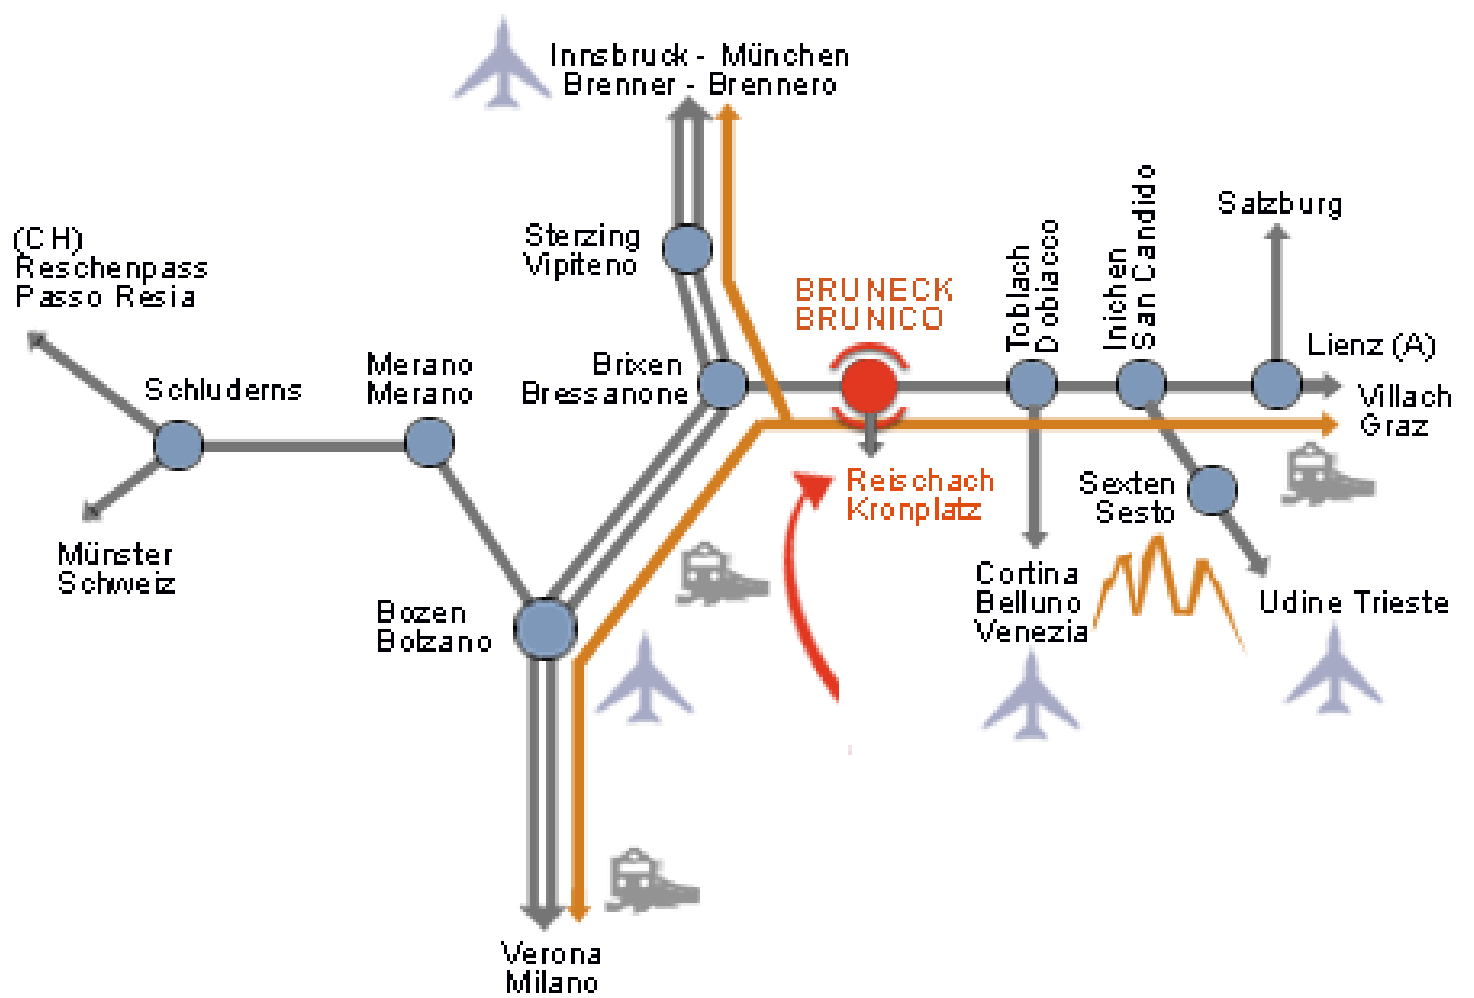 Innsbruck - München
Brenner - Brennero
Salzburg
Sterzing
Vipiteno
(CH)
Reschenpass
Passo Resia
BRUNECK
BRUNICO
Toblach
Dobiacco
Inichen
San Candido
Lienz (A)
Villach
Graz
Merano
Merano
Schluderns
Brixen
Bressanone
Reischach
Kronplatz
Sexten
Sesto
Münster
Schweiz
Bozen
Bolzano
Cortina
Belluno
Venezia
Udine Trieste
Verona
Milano